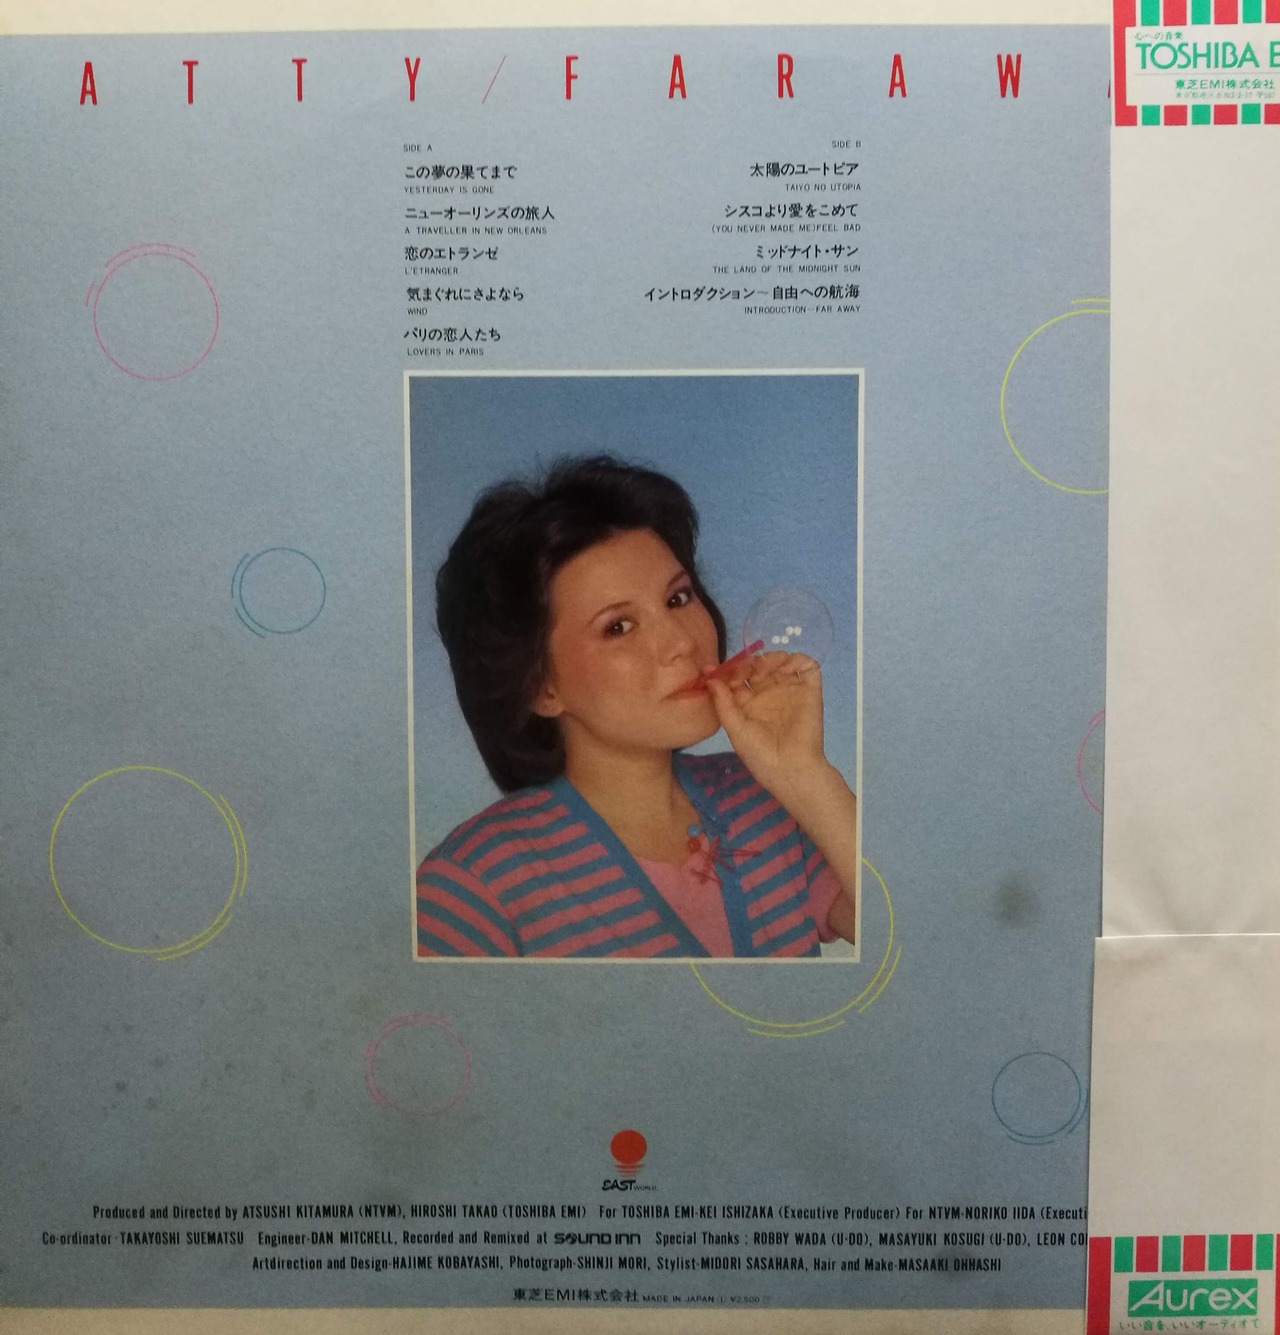 ATTY/FARAW
SIDE A
この夢の果てまで
YESTERDAY IS GONE
ニューオーリンズの旅人
A TRAVELLER IN NEW ORLEANS
恋のエトランゼ
L'ETRANGER
気まぐれにさよなら
WIND
パリの恋人たち
LOVERS IN PARIS
SIDE B
太陽のユートピア
TAIYO NO UTOPIA
シスコより愛をこめて
(YOU NEVER MADE ME)FEEL BAD
ミッドナイト・サン
THE LAND OF THE MIDNIGHT SUN
イントロダクション〜自由への航海
INTRODUCTION—FAR AWAY
EAST WORLD
Produced and Directed by ATSUSHI KITAMURA (NTVM), HIROSHI TAKAO (TOSHIBA EMI) For TOSHIBA EMI-KEI ISHIZAKA (Executive Producer) For NTVM-NORIKO IIDA (Executi
Co-ordinator-TAKAYOSHI SUEMATSU Engineer-DAN MITCHELL, Recorded and Remixed at SOUND INN Special Thanks : ROBBY WADA (U-DO), MASAYUKI KOSUGI (U-DO), LEON CO
Artdirection and Design-HAJIME KOBAYASHI, Photograph-SHINJI MORI, Stylist-MIDORI SASAHARA, Hair and Make-MASAAKI OHHASHI
東芝EMI株式会社 MADE IN JAPAN ¥2,500
心への音楽
TOSHIBA E
東芝EMI株式会社
Aurex
いい音を、いいオーディオで